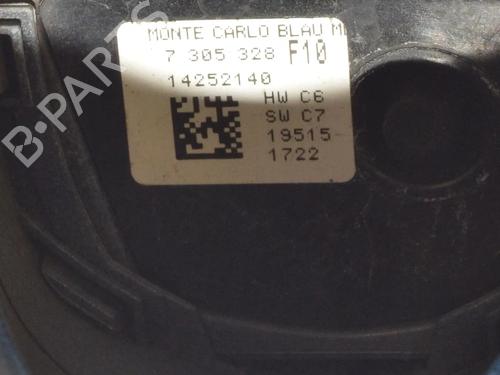 MONTE CARLO BLAU M
7 305 328 F10
14252140
HW C6
SW C7
19515
1722
B-PARTS